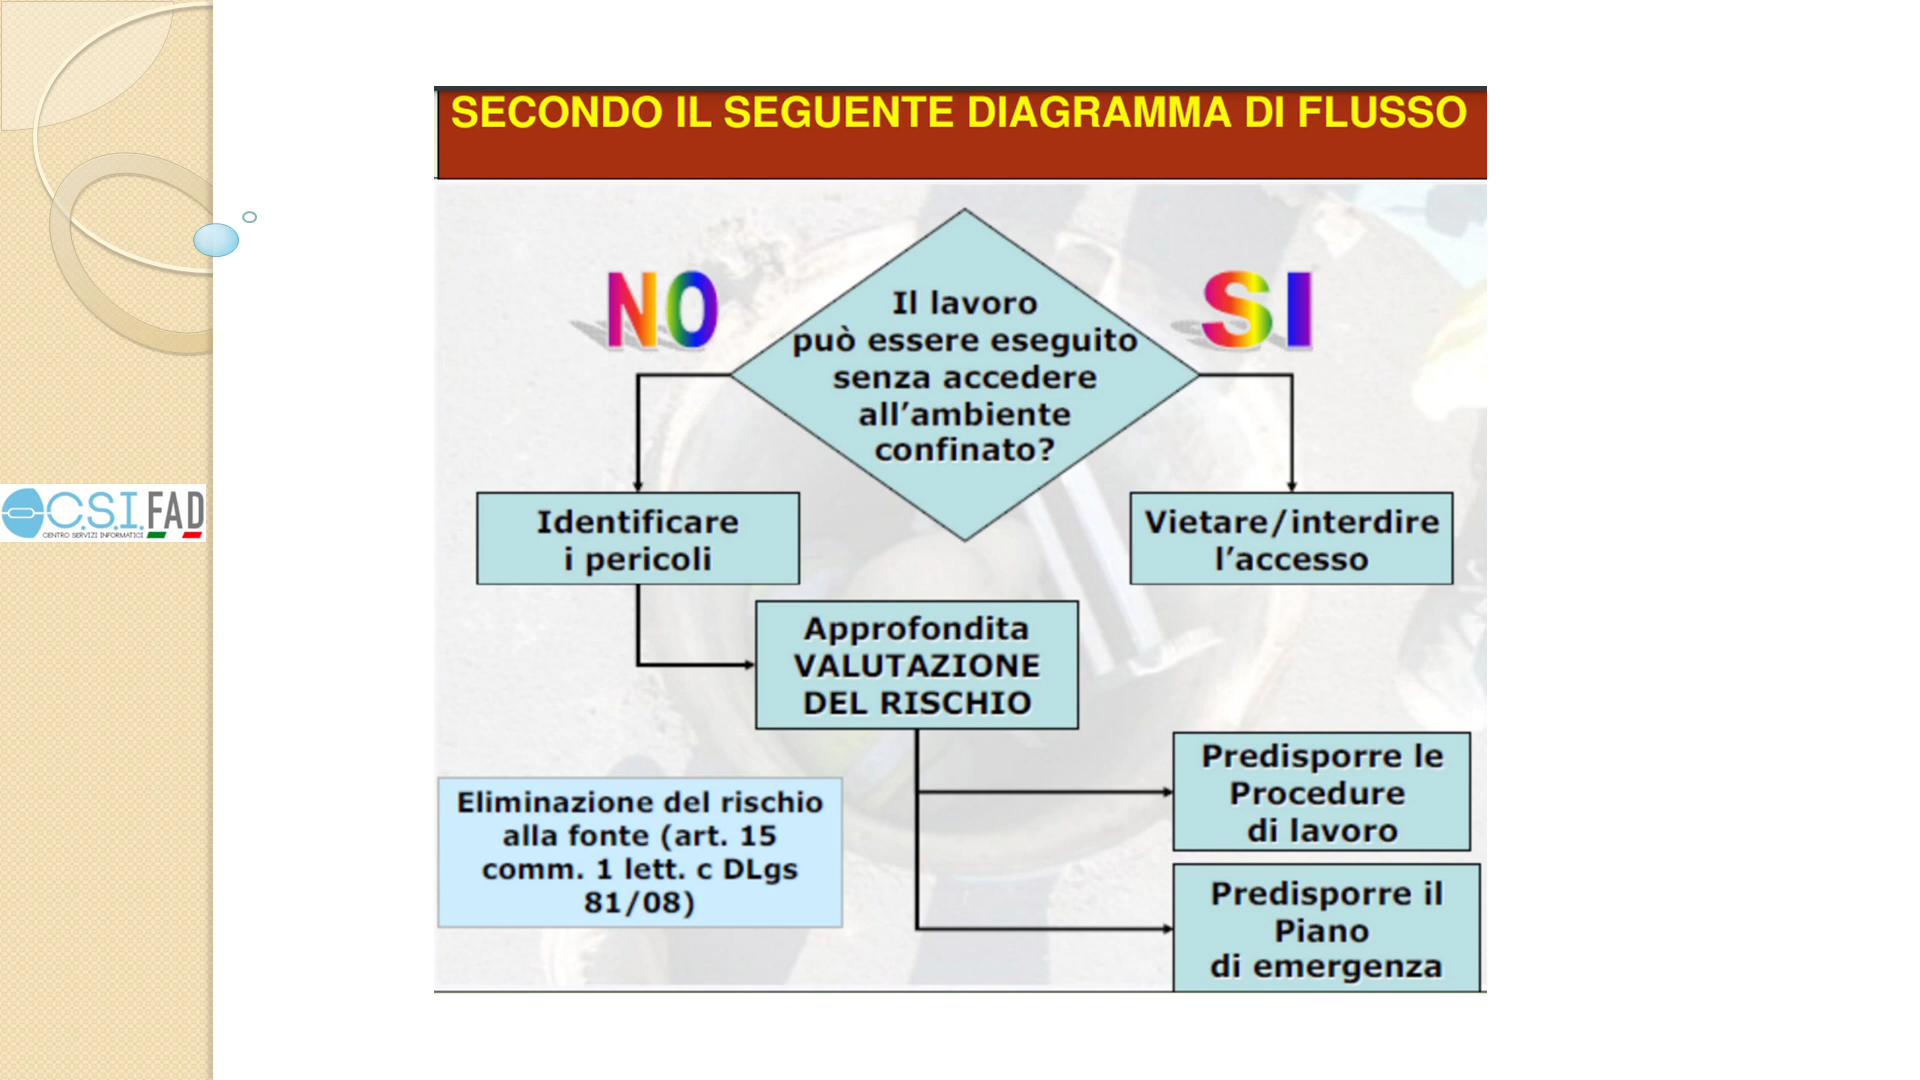 SECONDO IL SEGUENTE DIAGRAMMA DI FLUSSO
NO
SI
Il lavoro
può essere eseguito
senza accedere
all’ambiente
confinato?
Identificare
i pericoli
Vietare/interdire
l’accesso
Approfondita
VALUTAZIONE
DEL RISCHIO
Eliminazione del rischio
alla fonte (art. 15
comm. 1 lett. c DLgs
81/08)
Predisporre le
Procedure
di lavoro
Predisporre il
Piano
di emergenza
C.S.I. FAD
CENTRO SERVIZI INFORMATICI